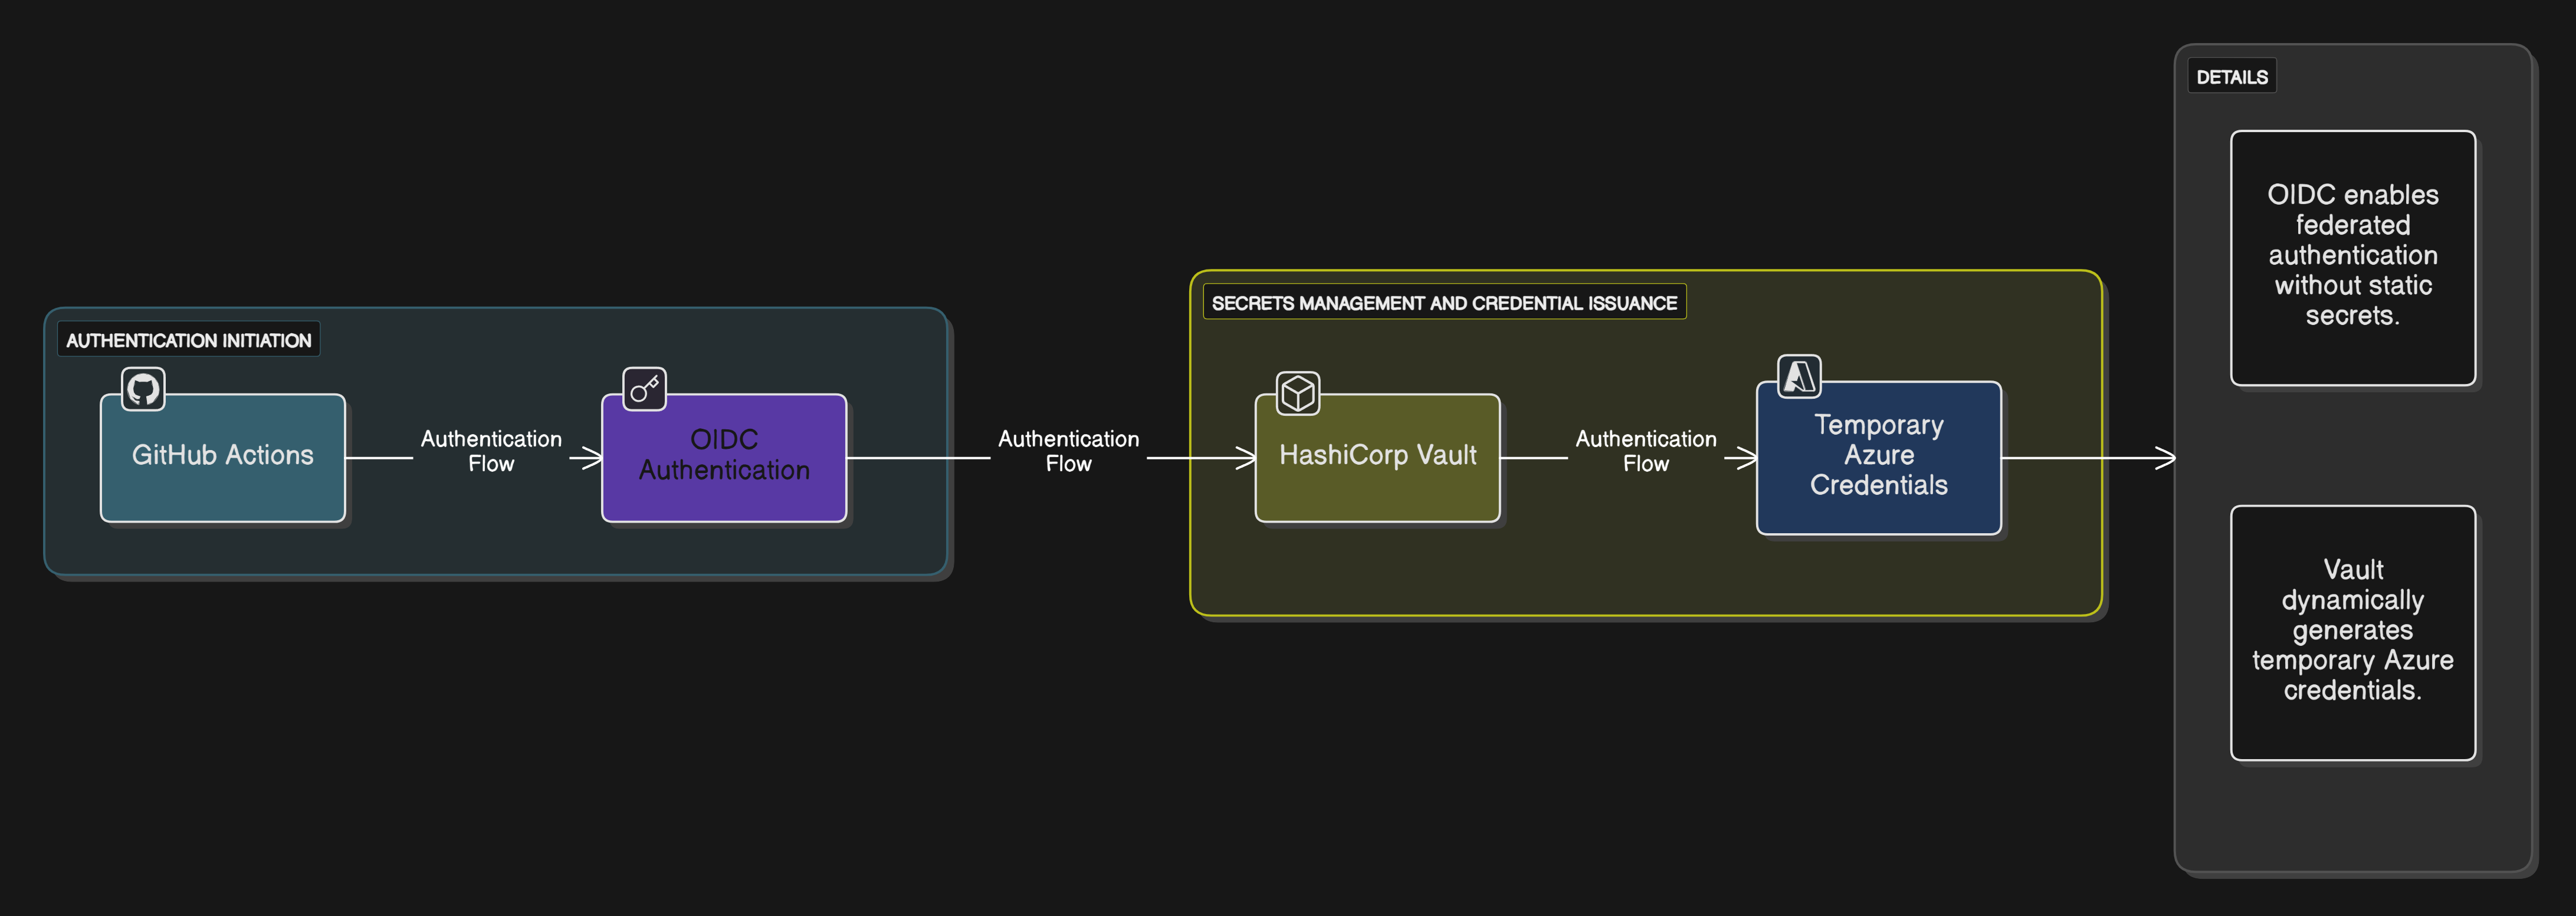 AUTHENTICATION INITIATION
GitHub Actions
Authentication
Flow
OIDC
Authentication
Authentication
Flow
SECRETS MANAGEMENT AND CREDENTIAL ISSUANCE
HashiCorp Vault
Authentication
Flow
Temporary
Azure
Credentials
DETAILS
OIDC enables
federated
authentication
without static
secrets.
Vault
dynamically
generates
temporary Azure
credentials.